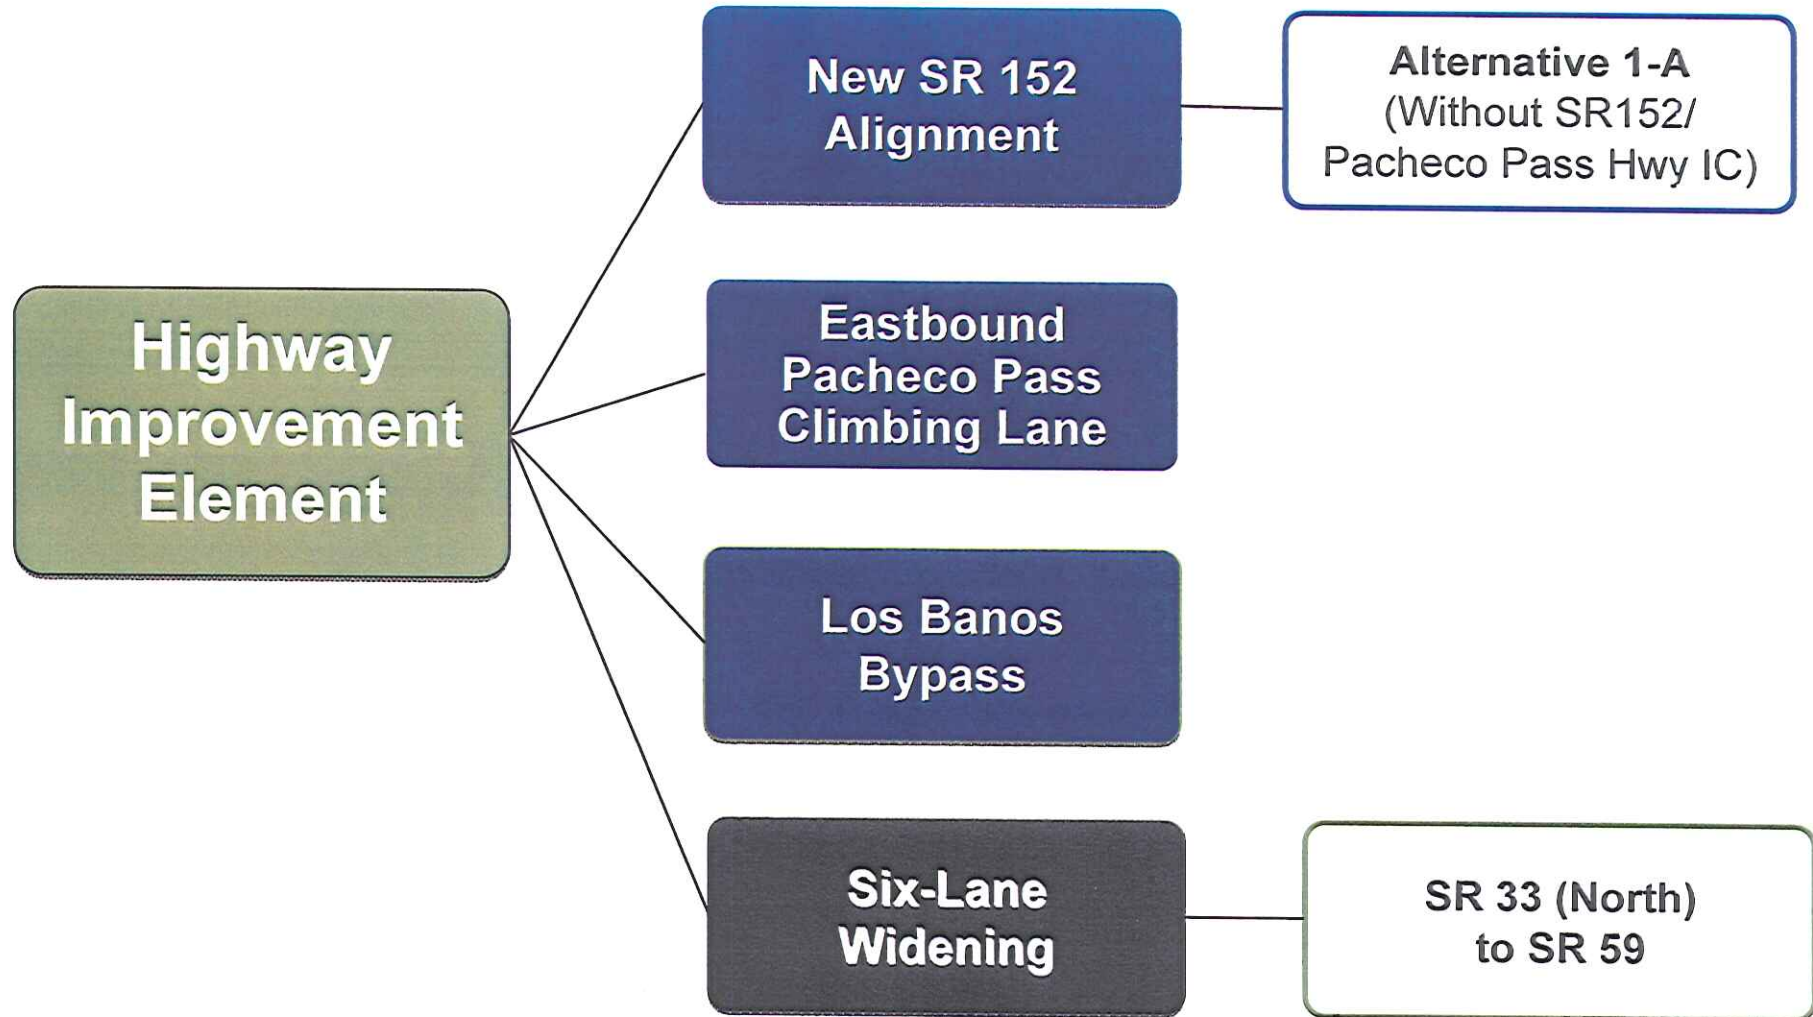 Highway
Improvement
Element
New SR 152
Alignment
Alternative 1-A
(Without SR152/
Pacheco Pass Hwy IC)
Eastbound
Pacheco Pass
Climbing Lane
Los Banos
Bypass
Six-Lane
Widening
SR 33 (North)
to SR 59